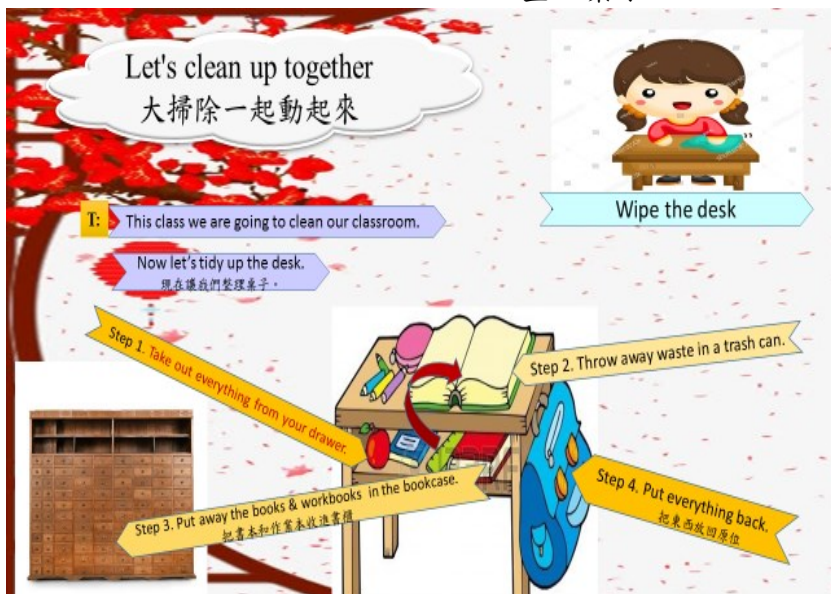 Let's clean up together
大掃除一起動起來
Wipe the desk
T: This class we are going to clean our classroom.
Now let's tidy up the desk.
現在讓我們整理桌子。
Step 1. Take out everything from your drawer.
Step 2. Throw away waste in a trash can.
Step 3. Put away the books & workbooks in the bookcase.
把書本和作業本收進書櫃
Step 4. Put everything back.
把東西放回原位